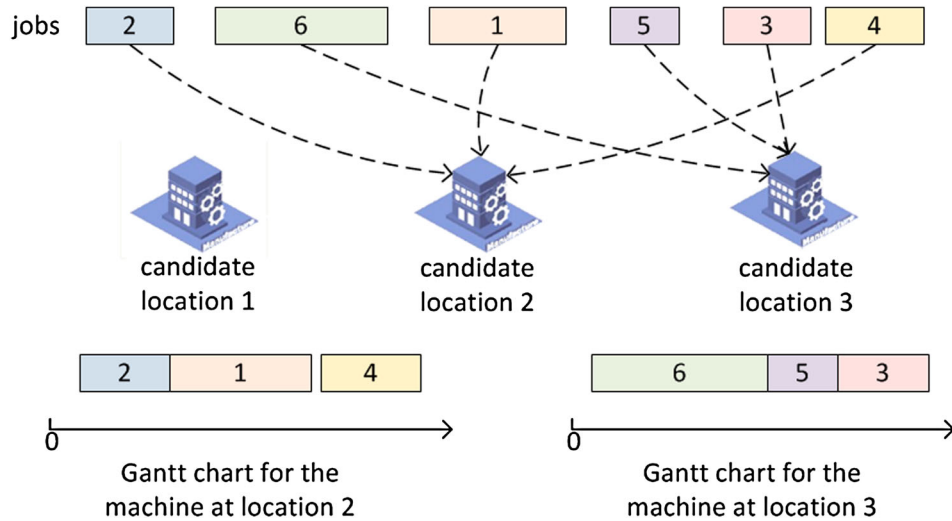 jobs 2 6 1 5 3 4
candidate candidate candidate
location 1 location 2 location 3
2 1 4 6 5 3
0 0
Gantt chart for the Gantt chart for the
machine at location 2 machine at location 3